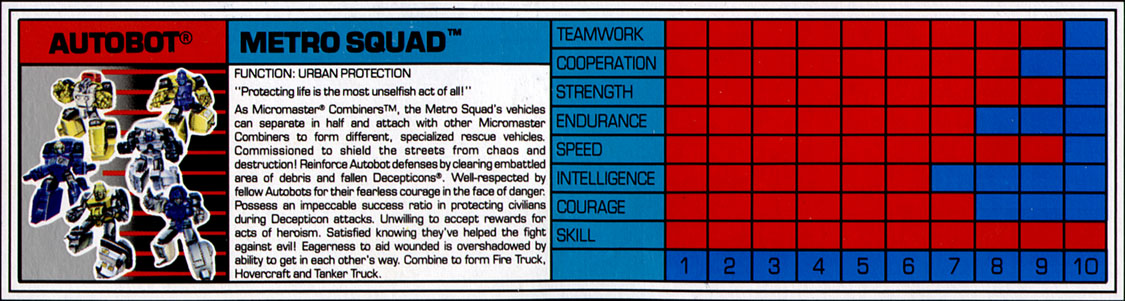 AUTOBOT®
METRO SQUAD™
FUNCTION: URBAN PROTECTION
"Protecting life is the most unselfish act of all!"
As Micromaster® Combiners™, the Metro Squad's vehicles
can separate in half and attach with other Micromaster
Combiners to form different, specialized rescue vehicles.
Commissioned to shield the streets from chaos and
destruction! Reinforce Autobot defenses by clearing embattled
area of debris and fallen Decepticons®. Well-respected by
fellow Autobots for their fearless courage in the face of danger.
Possess an impeccable success ratio in protecting civilians
during Decepticon attacks. Unwilling to accept rewards for
acts of heroism. Satisfied knowing they've helped the fight
against evil! Eagerness to aid wounded is overshadowed by
ability to get in each other's way. Combine to form Fire Truck,
Hovercraft and Tanker Truck.
TEAMWORK
COOPERATION
STRENGTH
ENDURANCE
SPEED
INTELLIGENCE
COURAGE
SKILL
1 2 3 4 5 6 7 8 9 10